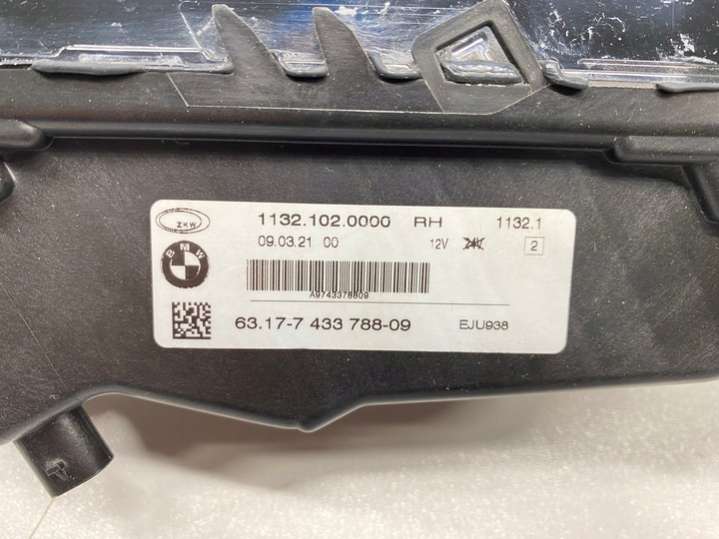 ZKW
1132.102.0000 RH 1132.1
09.03.21 00 12V 24V 2
BMW
A9743378809
63.17-7 433 788-09 EJU938